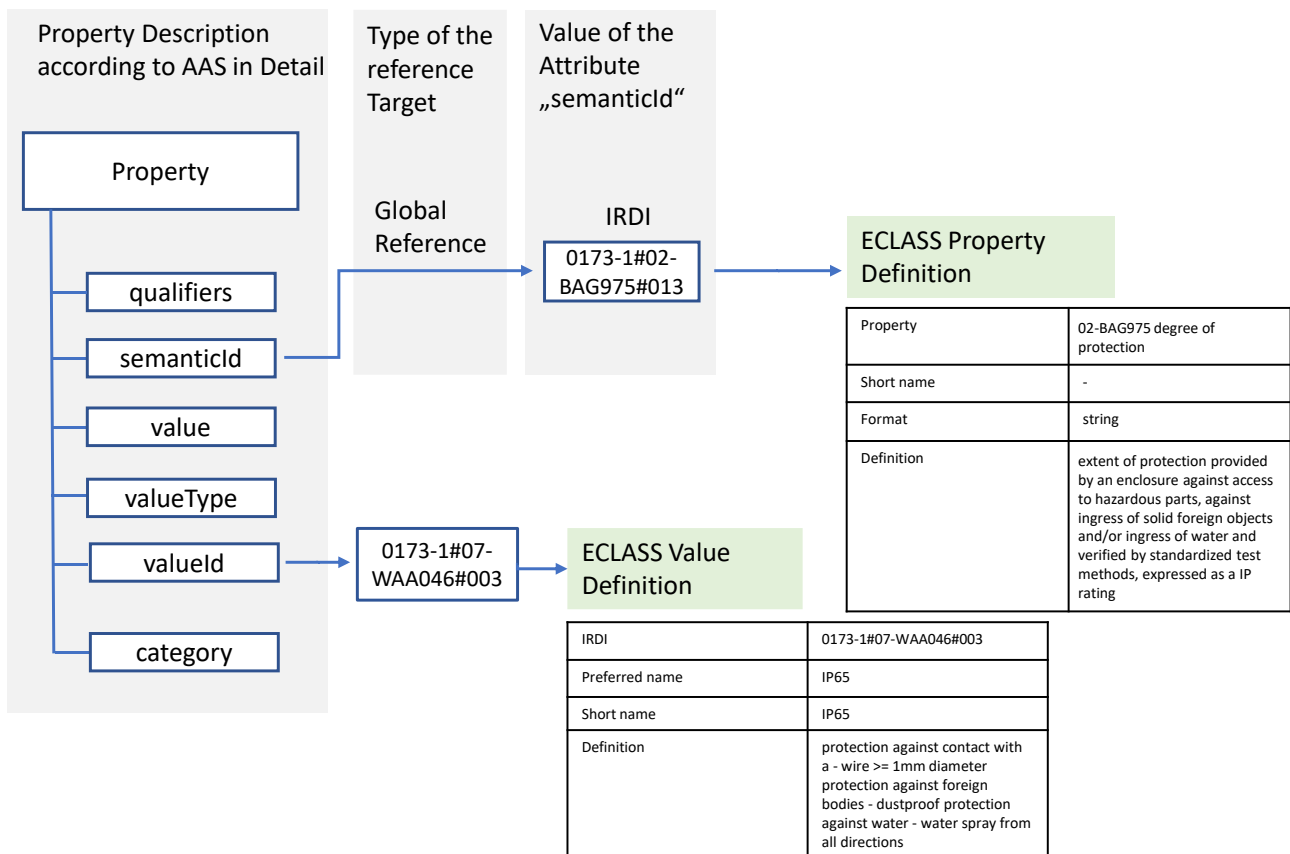 Property Description
according to AAS in Detail
Type of the
reference
Target
Value of the
Attribute
„semanticId“
Property
Global
Reference
IRDI
0173-1#02-
BAG975#013
ECLASS Property
Definition
qualifiers
semanticId
value
valueType
valueId
category
Property
02-BAG975 degree of
protection
Short name
-
Format
string
Definition
extent of protection provided
by an enclosure against access
to hazardous parts, against
ingress of solid foreign objects
and/or ingress of water and
verified by standardized test
methods, expressed as a IP
rating
0173-1#07-
WAA046#003
ECLASS Value
Definition
IRDI
0173-1#07-WAA046#003
Preferred name
IP65
Short name
IP65
Definition
protection against contact with
a - wire >= 1mm diameter
protection against foreign
bodies - dustproof protection
against water - water spray from
all directions